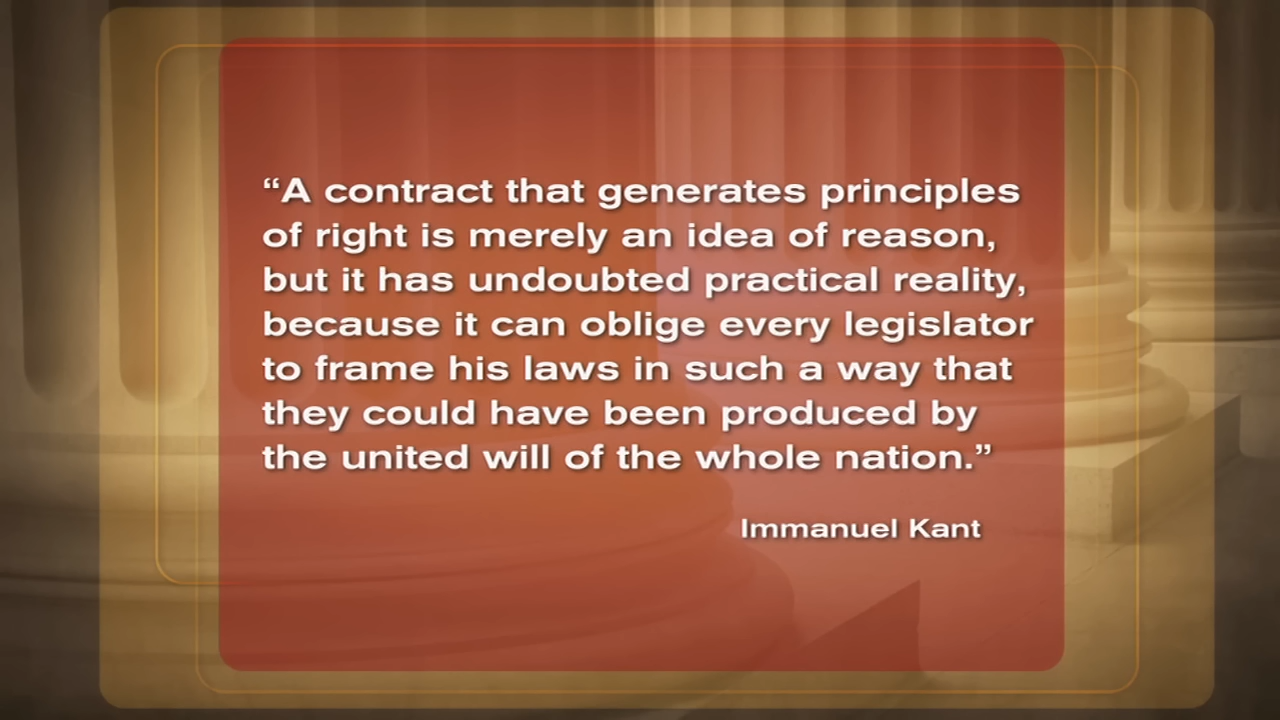 “A contract that generates principles
of right is merely an idea of reason,
but it has undoubted practical reality,
because it can oblige every legislator
to frame his laws in such a way that
they could have been produced by
the united will of the whole nation.”
Immanuel Kant